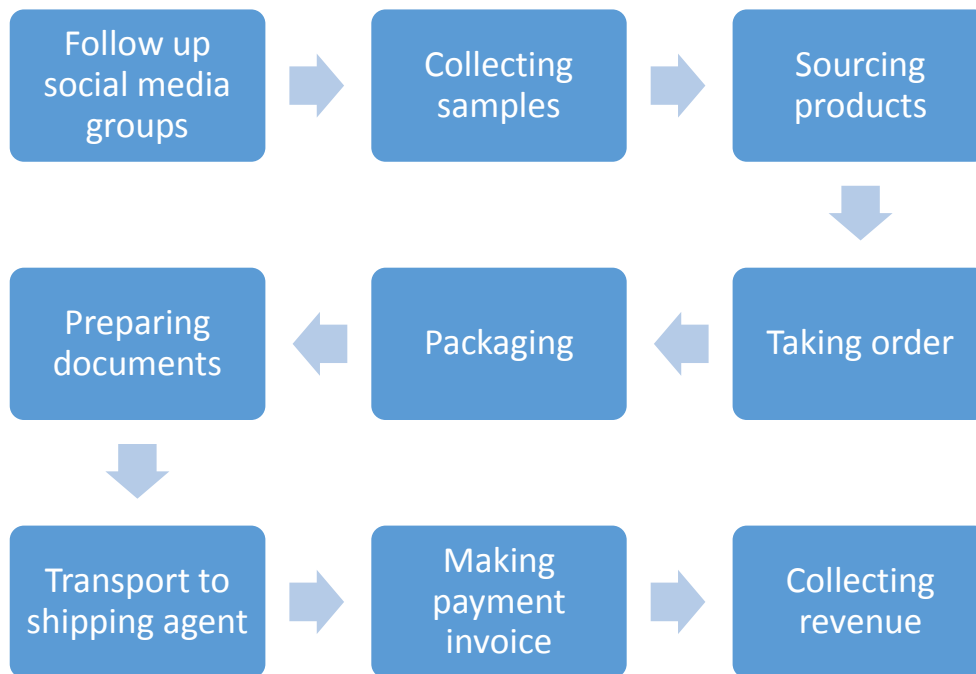 Follow up
social media
groups
Collecting
samples
Sourcing
products
Taking order
Packaging
Preparing
documents
Transport to
shipping agent
Making
payment
invoice
Collecting
revenue